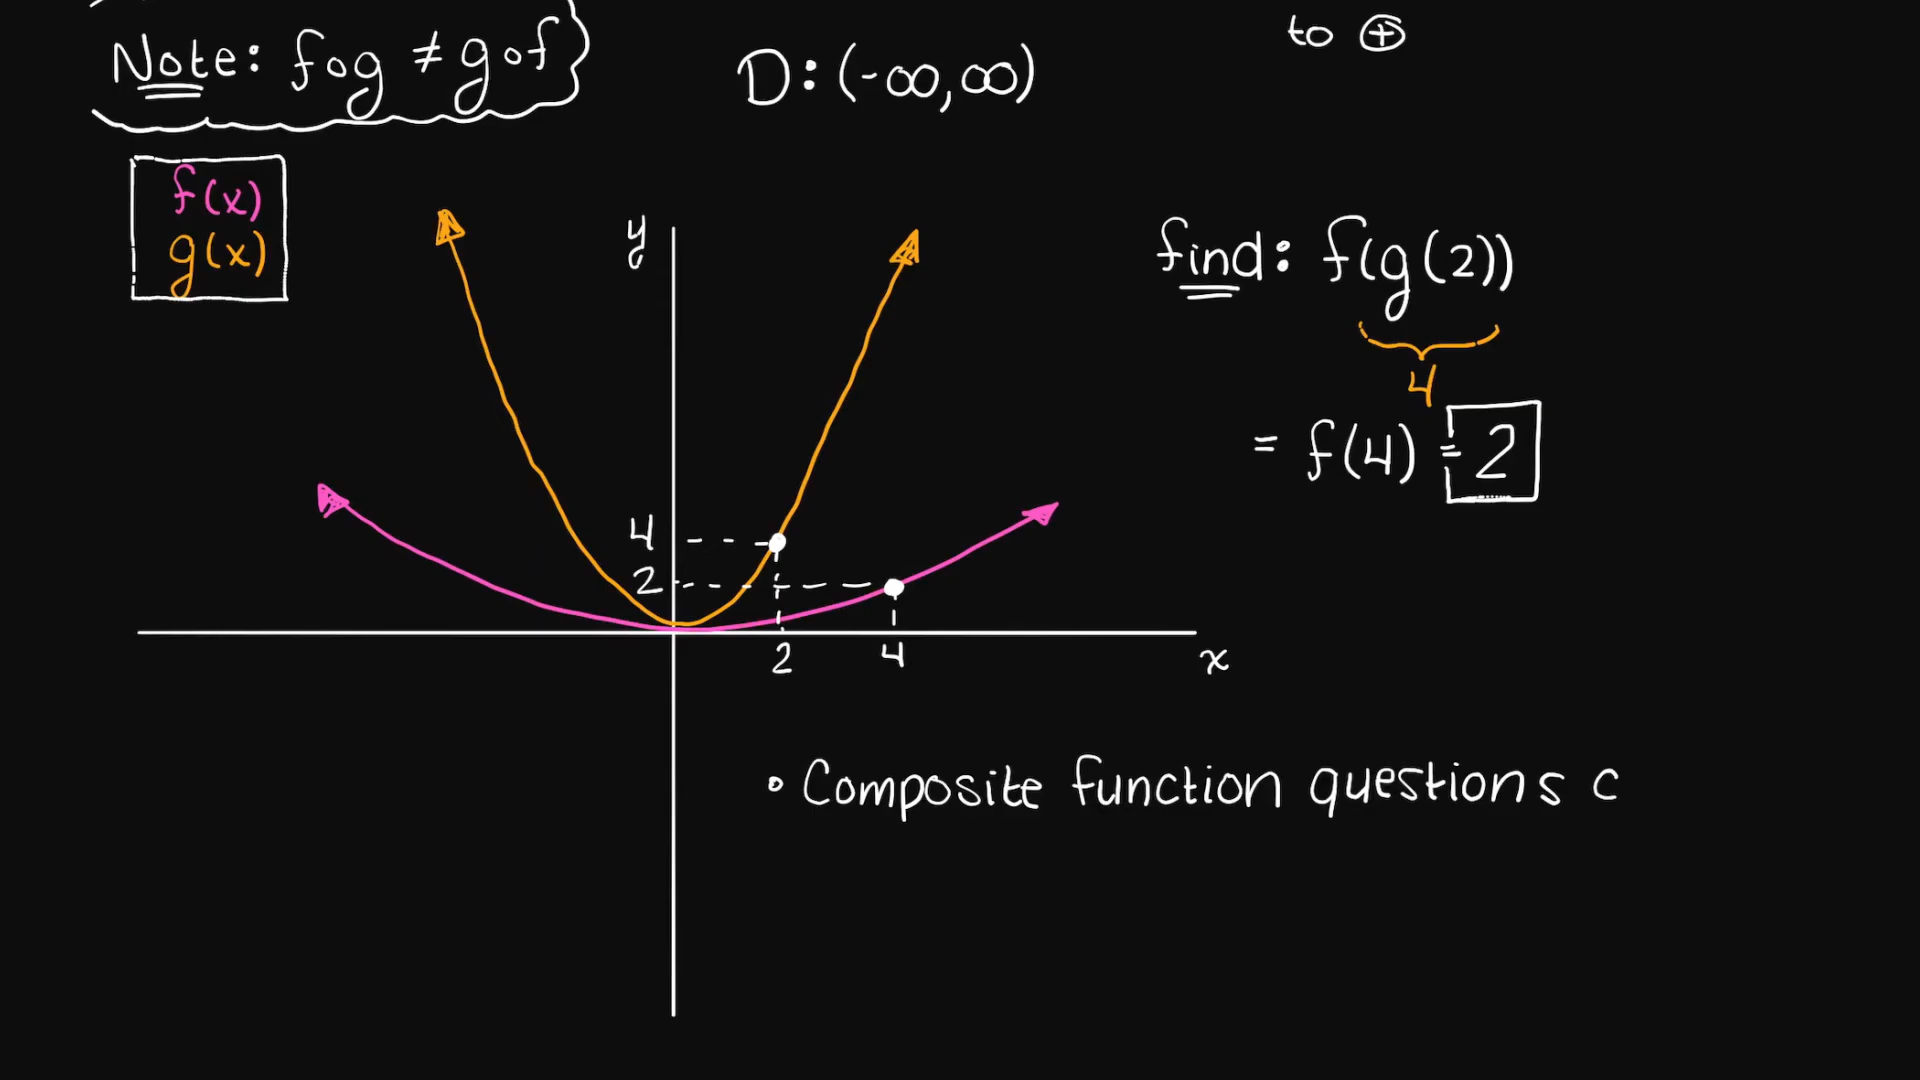 Note: fog ≠ gof
D: (-∞, ∞)
to ⊕
f(x)
g(x)
find: f(g(2))
4
= f(4) = 2
y
4
2
2
4
x
• Composite function questions c